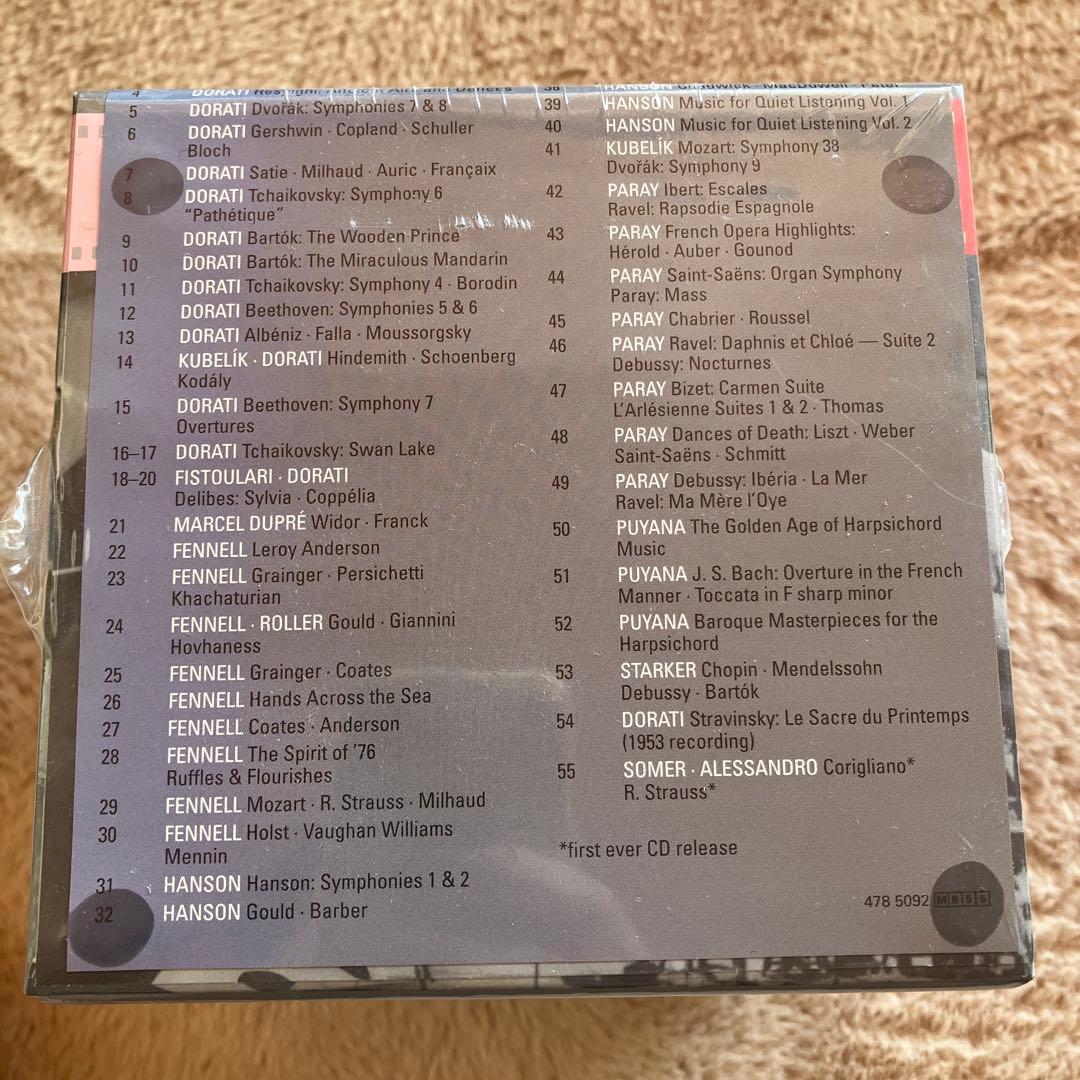 4 DORATI Respighi: Ancient Airs and Dances
5 DORATI Dvořák: Symphonies 7 & 8
6 DORATI Gershwin · Copland · Schuller
Bloch
7 DORATI Satie · Milhaud · Auric · Françaix
8 DORATI Tchaikovsky: Symphony 6
“Pathétique”
9 DORATI Bartók: The Wooden Prince
10 DORATI Bartók: The Miraculous Mandarin
11 DORATI Tchaikovsky: Symphony 4 · Borodin
12 DORATI Beethoven: Symphonies 5 & 6
13 DORATI Albéniz · Falla · Moussorgsky
14 KUBELÍK · DORATI Hindemith · Schoenberg
Kodály
15 DORATI Beethoven: Symphony 7
Overtures
16–17 DORATI Tchaikovsky: Swan Lake
18–20 FISTOULARI · DORATI
Delibes: Sylvia · Coppélia
21 MARCEL DUPRÉ Widor · Franck
22 FENNELL Leroy Anderson
23 FENNELL Grainger · Persichetti
Khachaturian
24 FENNELL · ROLLER Gould · Giannini
Hovhaness
25 FENNELL Grainger · Coates
26 FENNELL Hands Across the Sea
27 FENNELL Coates · Anderson
28 FENNELL The Spirit of ’76
Ruffles & Flourishes
29 FENNELL Mozart · R. Strauss · Milhaud
30 FENNELL Holst · Vaughan Williams
Mennin
31 HANSON Hanson: Symphonies 1 & 2
32 HANSON Gould · Barber
38 HANSON Chadwick · MacDowell · Peter
39 HANSON Music for Quiet Listening Vol. 1
40 HANSON Music for Quiet Listening Vol. 2
41 KUBELÍK Mozart: Symphony 38
Dvořák: Symphony 9
42 PARAY Ibert: Escales
Ravel: Rapsodie Espagnole
43 PARAY French Opera Highlights:
Hérold · Auber · Gounod
44 PARAY Saint-Saëns: Organ Symphony
Paray: Mass
45 PARAY Chabrier · Roussel
46 PARAY Ravel: Daphnis et Chloé — Suite 2
Debussy: Nocturnes
47 PARAY Bizet: Carmen Suite
L’Arlésienne Suites 1 & 2 · Thomas
48 PARAY Dances of Death: Liszt · Weber
Saint-Saëns · Schmitt
49 PARAY Debussy: Ibéria · La Mer
Ravel: Ma Mère l’Oye
50 PUYANA The Golden Age of Harpsichord
Music
51 PUYANA J. S. Bach: Overture in the French
Manner · Toccata in F sharp minor
52 PUYANA Baroque Masterpieces for the
Harpsichord
53 STARKER Chopin · Mendelssohn
Debussy · Bartók
54 DORATI Stravinsky: Le Sacre du Printemps
(1953 recording)
55 SOMER · ALESSANDRO Corigliano*
R. Strauss*
*first ever CD release
478 5092 MB55